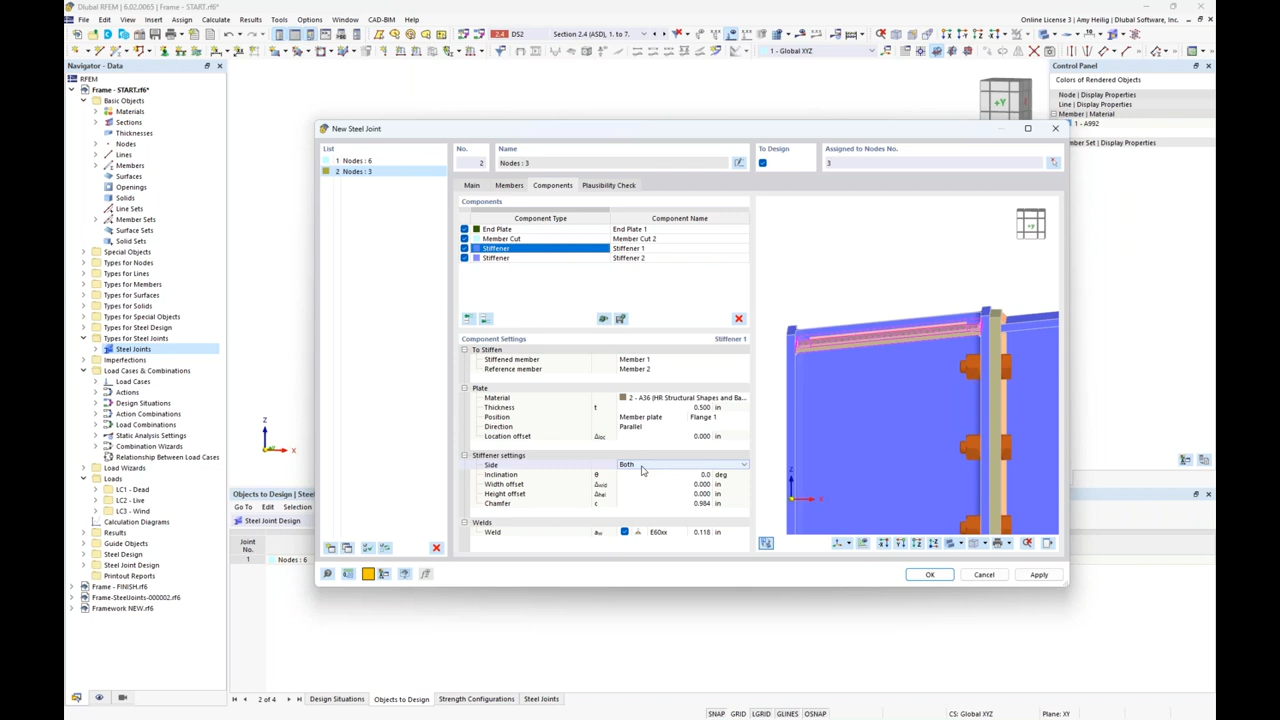 Dlubal RFEM | 6.02.0065 | Frame - START.rf6*
File Edit View Insert Assign Calculate Results Tools Options Window CAD-BIM Help
Online License 3 | Amy Heilig | Dlubal Software, Inc.
2.4 DS2 Section 2.4 (ASD), 1. to 7.
1 - Global XYZ
Navigator - Data
RFEM
Frame - START.rf6*
Basic Objects
Materials
Sections
Thicknesses
Nodes
Lines
Members
Surfaces
Openings
Solids
Line Sets
Member Sets
Surface Sets
Solid Sets
Special Objects
Types for Nodes
Types for Lines
Types for Members
Types for Surfaces
Types for Solids
Types for Special Objects
Types for Steel Design
Types for Steel Joints
Steel Joints
Imperfections
Load Cases & Combinations
Load Cases
Actions
Design Situations
Action Combinations
Load Combinations
Static Analysis Settings
Combination Wizards
Relationship Between Load Cases
Load Wizards
Loads
LC1 - Dead
LC2 - Live
LC3 - Wind
Calculation Diagrams
Results
Guide Objects
Steel Design
Steel Joint Design
Printout Reports
Frame - FINISH.rf6
Frame-SteelJoints-000002.rf6
Framework NEW.rf6
Z
X
Objects to Design | Steel
Go To Edit Selection
Steel Joint Design
Joint
No.
1 Nodes : 6
2 of 4 Design Situations Objects to Design Strength Configurations Steel Joints
New Steel Joint
List
1 Nodes : 6
2 Nodes : 3
No.
2
Name
Nodes : 3
To Design
Assigned to Nodes No.
3
Main Members Components Plausibility Check
Components
Component Type Component Name
End Plate End Plate 1
Member Cut Member Cut 2
Stiffener Stiffener 1
Stiffener Stiffener 2
Component Settings Stiffener 1
To Stiffen
Stiffened member Member 1
Reference member Member 2
Plate
Material 2 - A36 (HR Structural Shapes and Ba...
Thickness t 0.500 in
Position Member plate Flange 1
Direction Parallel
Location offset Δloc 0.000 in
Stiffener settings
Side Both
Inclination θ 0.0 deg
Width offset 0.000 in
Height offset 0.000 in
Chamfer c 0.984 in
Welds
Weld aw E60xx 0.118 in
+Y
Z
X
OK Cancel Apply
+Y
Control Panel
Colors of Rendered Objects
Node | Display Properties
Line | Display Properties
Member | Material
1 - A992
Member Set | Display Properties
SNAP GRID LGRID GLINES OSNAP CS: Global XYZ Plane: XY